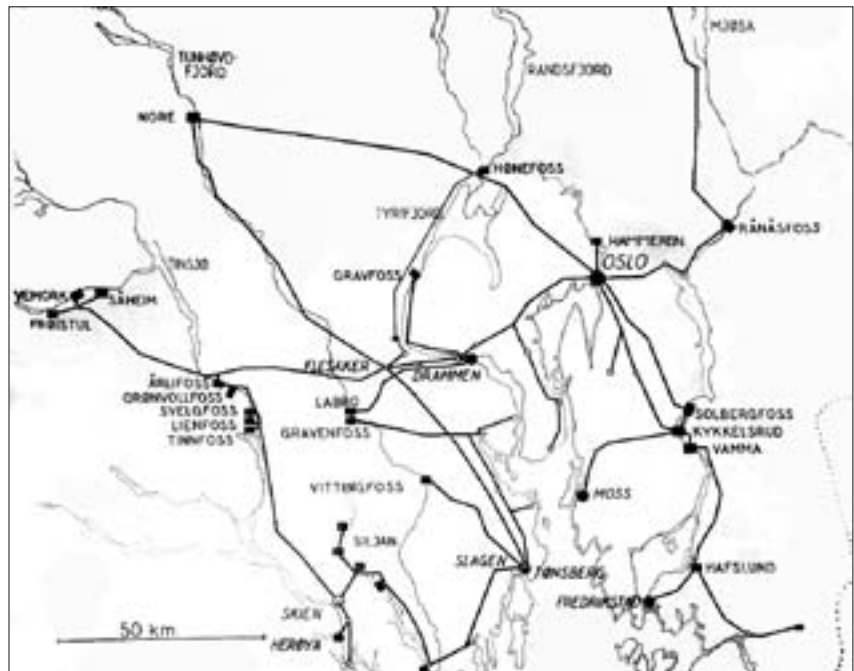 MJØSA
TUNHØVD-
FJORD
RANDSFJORD
NORE
HØNEFOSS
TYRIFJORD
RÅNÅSFOSS
HAMMEREN
OSLO
TINSJØ
GRAVFOSS
VEMORK
SÅHEIM
FRØISTUL
FLESAKER
DRAMMEN
ÅRLIFOSS
GRØNVOLLFOSS
SVELGFOSS
LIENFOSS
TINNFOSS
LABRO
GRAVENFOSS
SOLBERGFOSS
KYKKELSRUD
VAMMA
VITTINGFOSS
MOSS
SILJAN
SLAGEN
TØNSBERG
HAFSLUND
FREDRIKSTAD
SKIEN
50 km
HERØYA